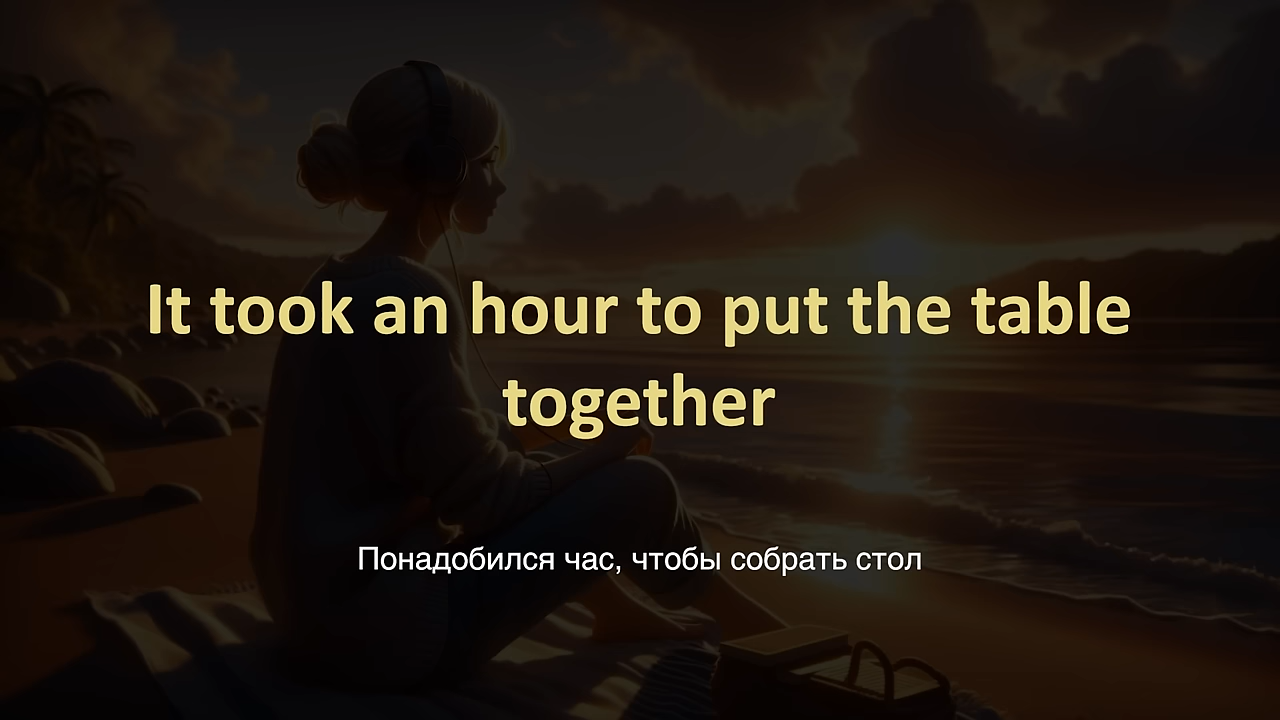 It took an hour to put the table
together
Понадобился час, чтобы собрать стол